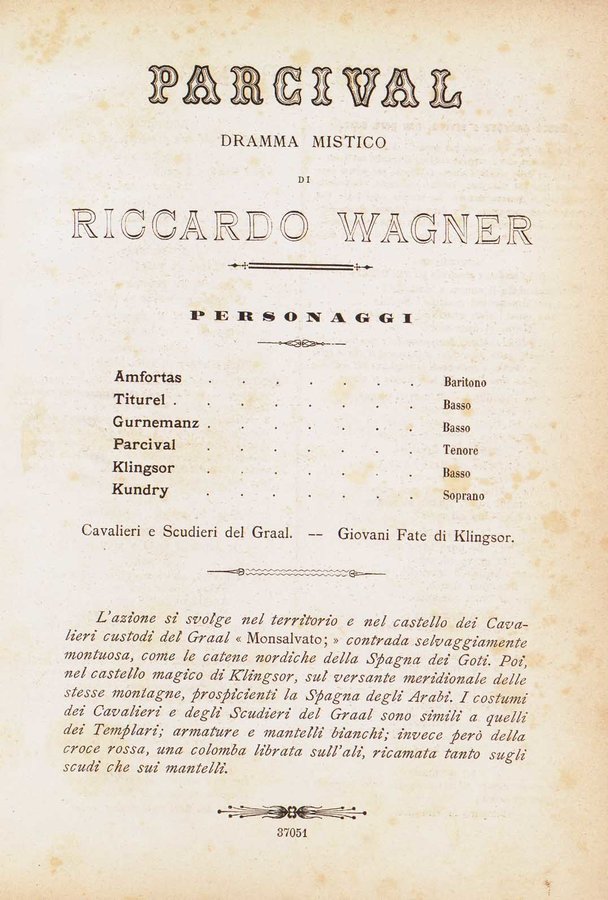 PARCIVAL
DRAMMA MISTICO
DI
RICCARDO WAGNER
PERSONAGGI
Amfortas . . . . . . . Baritono
Titurel . . . . . . . . Basso
Gurnemanz . . . . . . . Basso
Parcival . . . . . . . Tenore
Klingsor . . . . . . . Basso
Kundry . . . . . . . Soprano
Cavalieri e Scudieri del Graal. -- Giovani Fate di Klingsor.
L'azione si svolge nel territorio e nel castello dei Cava-
lieri custodi del Graal « Monsalvato; » contrada selvaggiamente
montuosa, come le catene nordiche della Spagna dei Goti. Poi,
nel castello magico di Klingsor, sul versante meridionale delle
stesse montagne, prospicienti la Spagna degli Arabi. I costumi
dei Cavalieri e degli Scudieri del Graal sono simili a quelli
dei Templari; armature e mantelli bianchi; invece però della
croce rossa, una colomba librata sull'ali, ricamata tanto sugli
scudi che sui mantelli.
37051